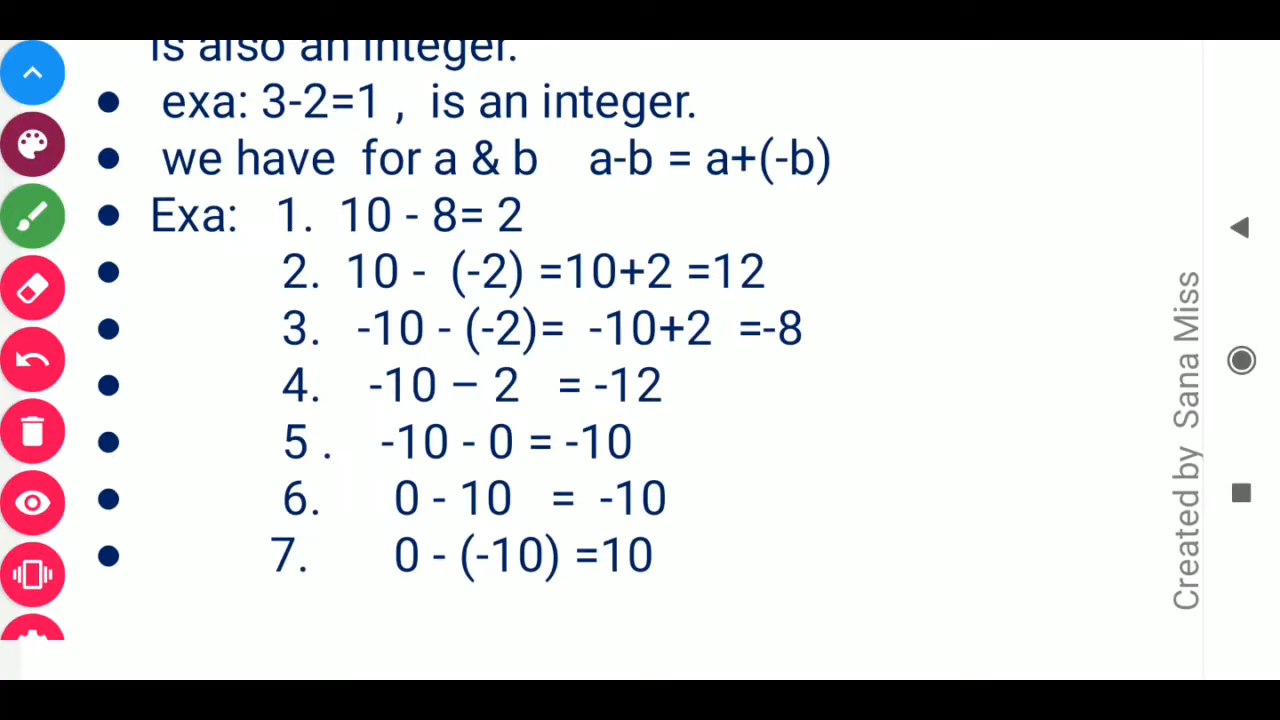 is also an integer.
• exa: 3-2=1 , is an integer.
• we have for a & b a-b = a+(-b)
• Exa: 1. 10 - 8= 2
• 2. 10 - (-2) =10+2 =12
• 3. -10 - (-2)= -10+2 =-8
• 4. -10 – 2 = -12
• 5 . -10 - 0 = -10
• 6. 0 - 10 = -10
• 7. 0 - (-10) =10
Created by Sana Miss